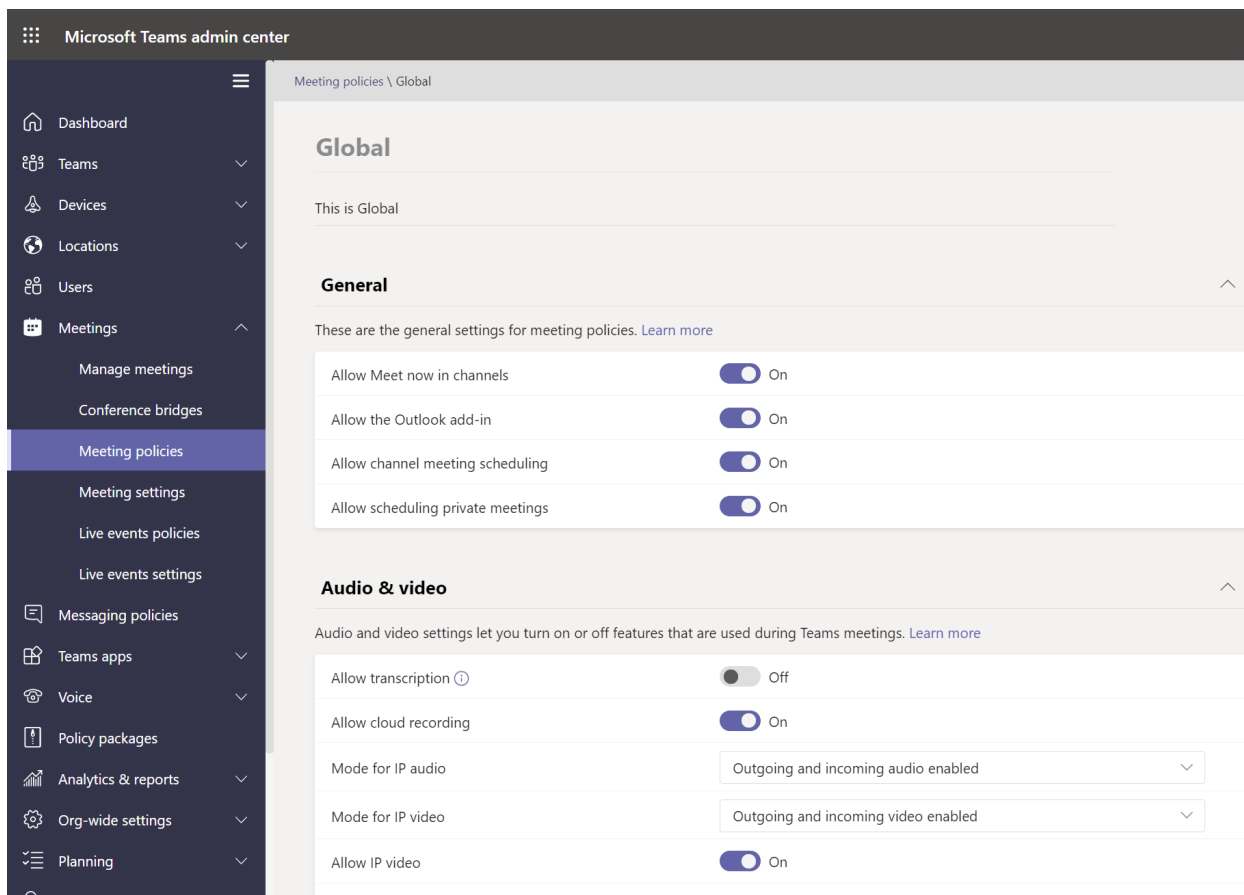 Microsoft Teams admin center
Dashboard
Teams
Devices
Locations
Users
Meetings
Manage meetings
Conference bridges
Meeting policies
Meeting settings
Live events policies
Live events settings
Messaging policies
Teams apps
Voice
Policy packages
Analytics & reports
Org-wide settings
Planning
Meeting policies \ Global
Global
This is Global
General
These are the general settings for meeting policies. Learn more
Allow Meet now in channels On
Allow the Outlook add-in On
Allow channel meeting scheduling On
Allow scheduling private meetings On
Audio & video
Audio and video settings let you turn on or off features that are used during Teams meetings. Learn more
Allow transcription Off
Allow cloud recording On
Mode for IP audio Outgoing and incoming audio enabled
Mode for IP video Outgoing and incoming video enabled
Allow IP video On